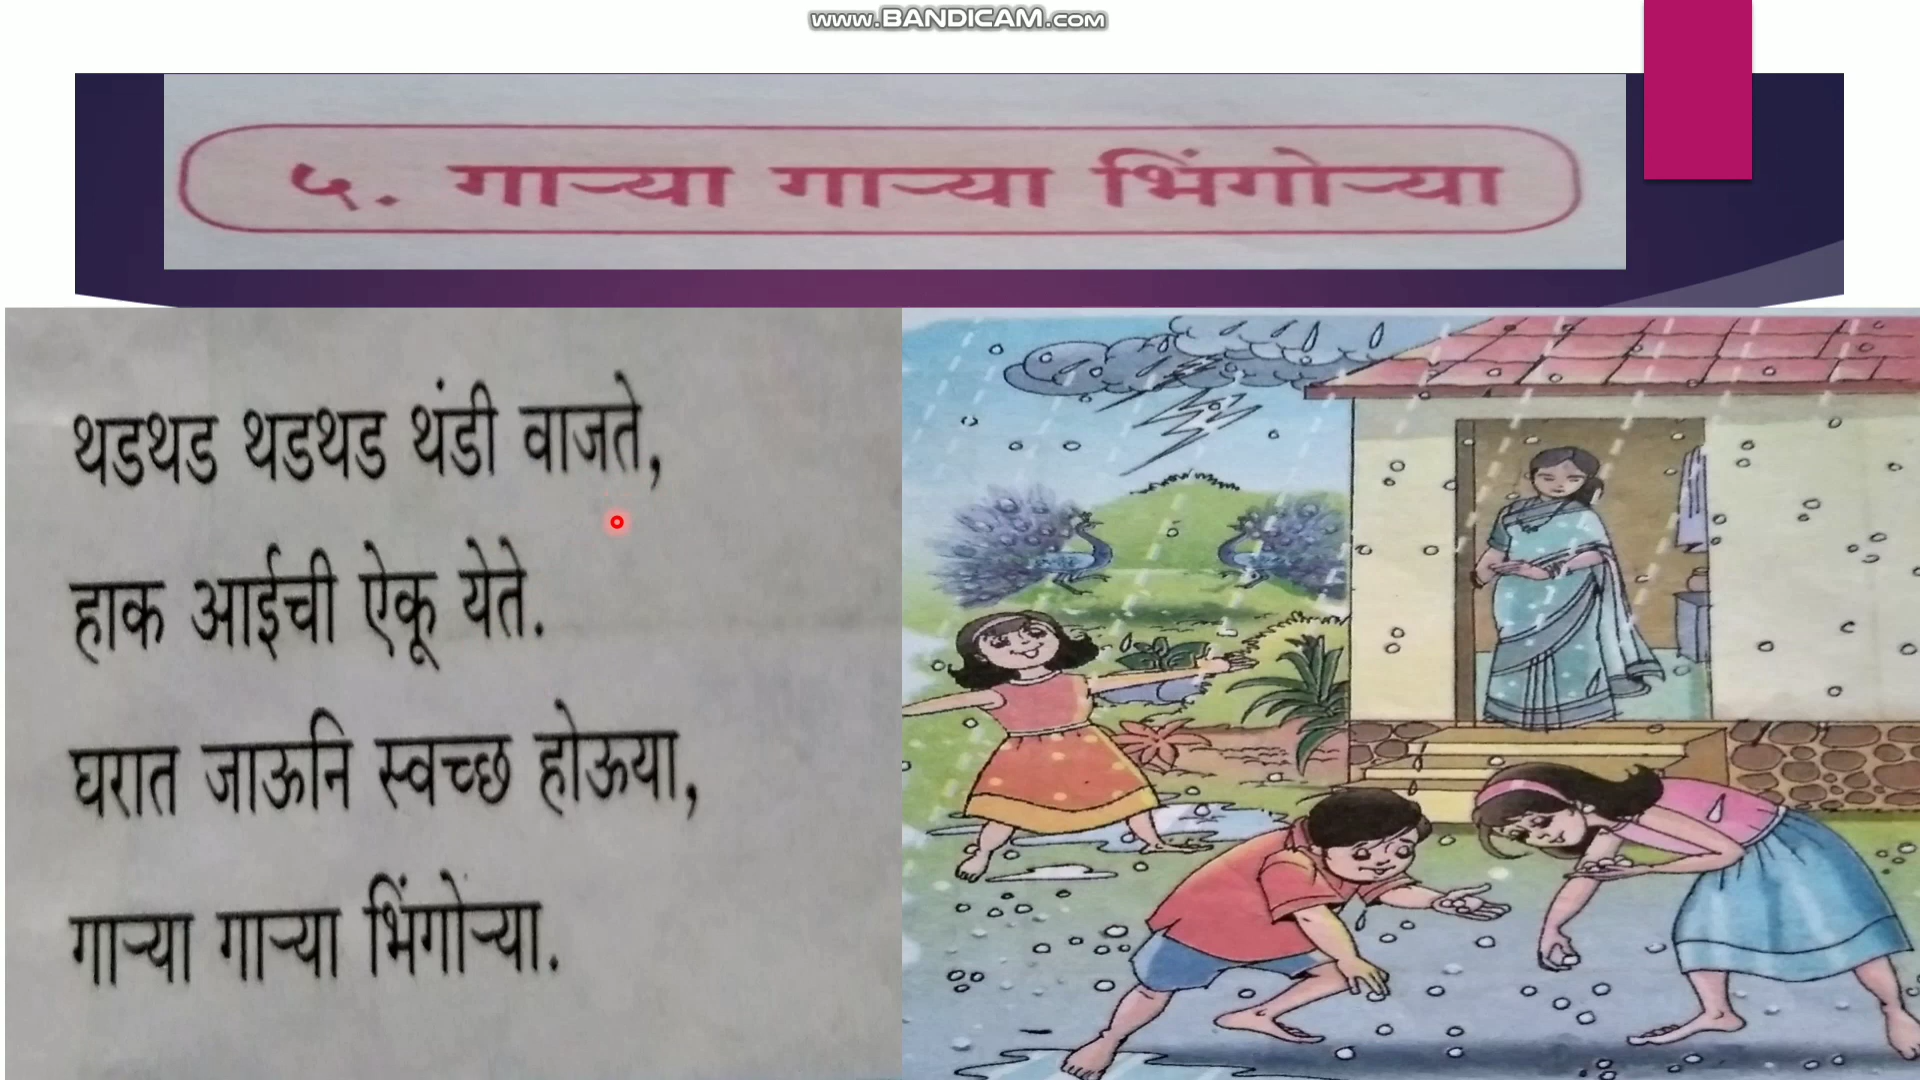 www.BANDICAM.com
५. गाऱ्या गाऱ्या भिंगोऱ्या
थडथड थडथड थंडी वाजते,
हाक आईची ऐकू येते.
घरात जाऊनि स्वच्छ होऊया,
गाऱ्या गाऱ्या भिंगोऱ्या.